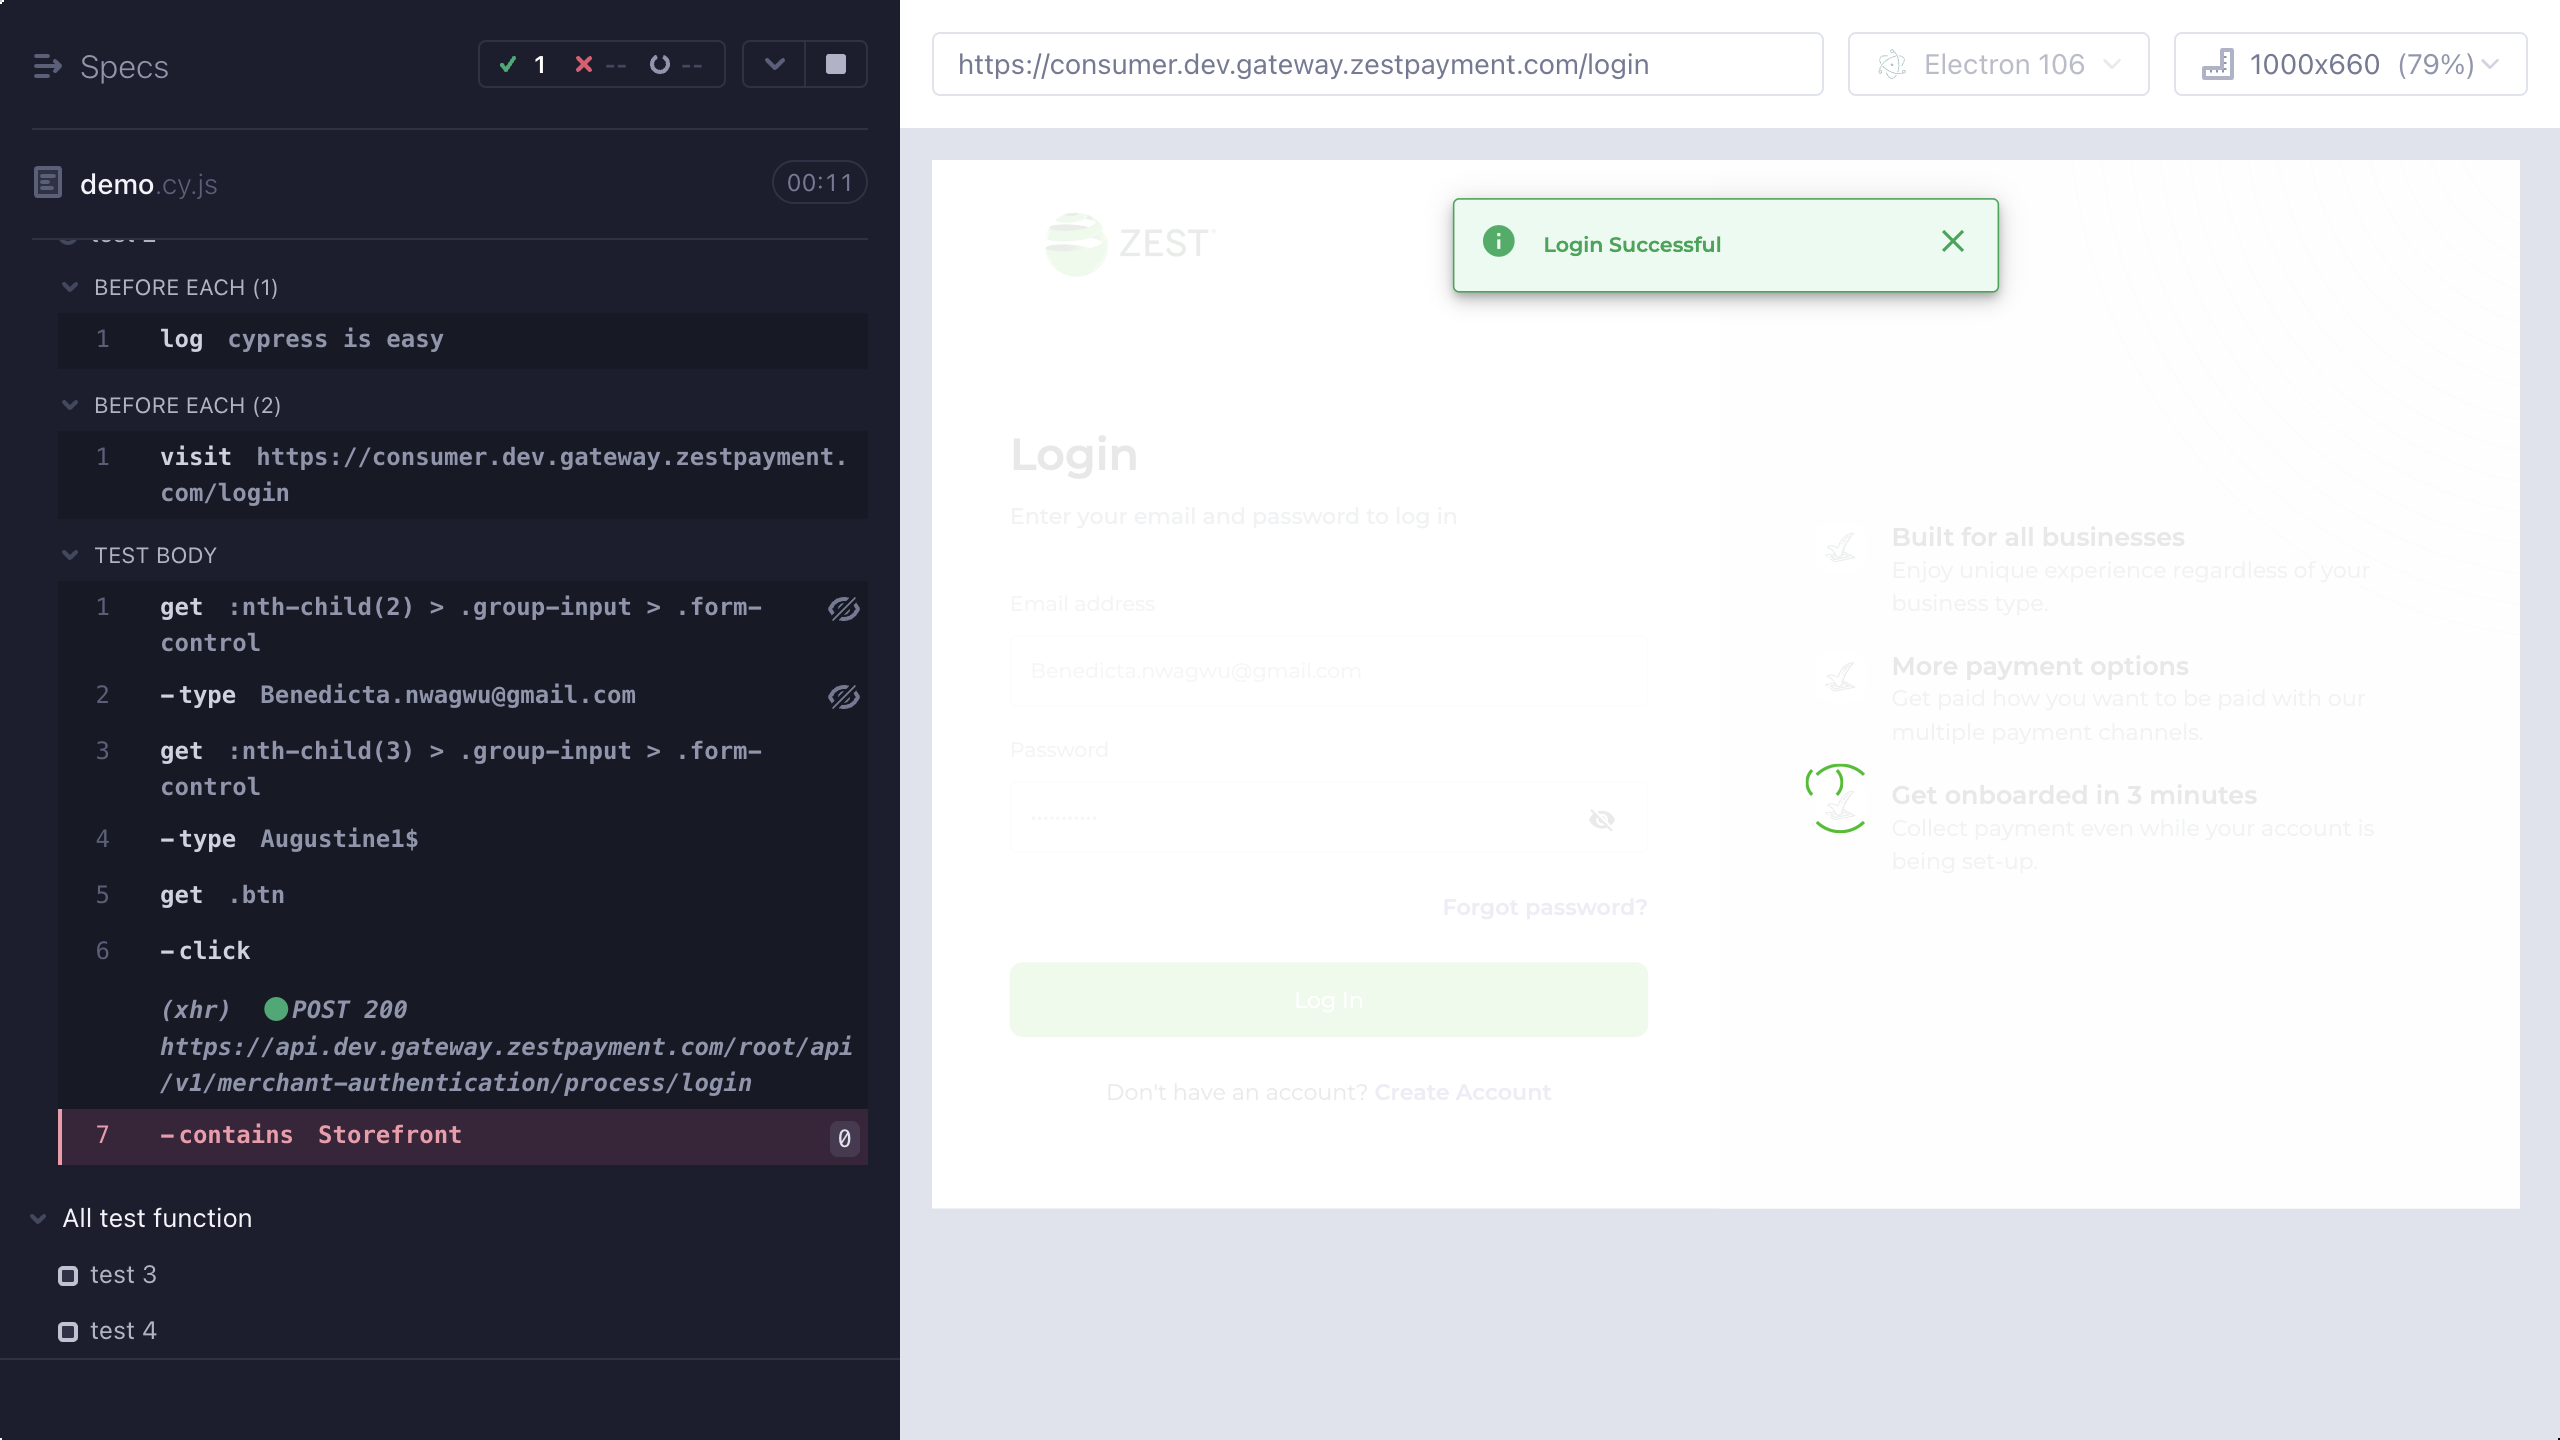 Specs
1 -- --
demo.cy.js
00:11
BEFORE EACH (1)
1 log cypress is easy
BEFORE EACH (2)
1 visit https://consumer.dev.gateway.zestpayment.
com/login
TEST BODY
1 get :nth-child(2) > .group-input > .form-
control
2 -type Benedicta.nwagwu@gmail.com
3 get :nth-child(3) > .group-input > .form-
control
4 -type Augustine1$
5 get .btn
6 -click
(xhr) POST 200
https://api.dev.gateway.zestpayment.com/root/api
/v1/merchant-authentication/process/login
7 -contains Storefront 0
All test function
test 3
test 4
https://consumer.dev.gateway.zestpayment.com/login
Electron 106
1000x660 (79%)
ZEST
Login Successful
Login
Enter your email and password to log in
Email address
Benedicta.nwagwu@gmail.com
Password
Forgot password?
Log In
Don't have an account? Create Account
Built for all businesses
Enjoy unique experience regardless of your
business type.
More payment options
Get paid how you want to be paid with our
multiple payment channels.
Get onboarded in 3 minutes
Collect payment even while your account is
being set-up.